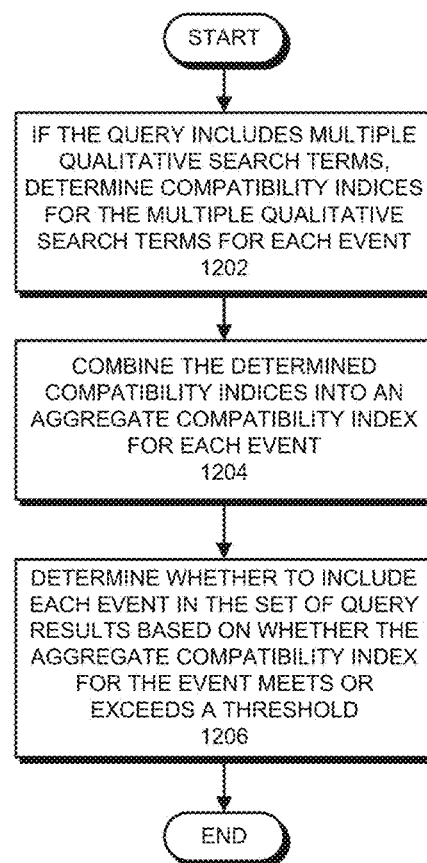 START
IF THE QUERY INCLUDES MULTIPLE
QUALITATIVE SEARCH TERMS,
DETERMINE COMPATIBILITY INDICES
FOR THE MULTIPLE QUALITATIVE
SEARCH TERMS FOR EACH EVENT
1202
COMBINE THE DETERMINED
COMPATIBILITY INDICES INTO AN
AGGREGATE COMPATIBILITY INDEX
FOR EACH EVENT
1204
DETERMINE WHETHER TO INCLUDE
EACH EVENT IN THE SET OF QUERY
RESULTS BASED ON WHETHER THE
AGGREGATE COMPATIBILITY INDEX
FOR THE EVENT MEETS OR
EXCEEDS A THRESHOLD
1206
END